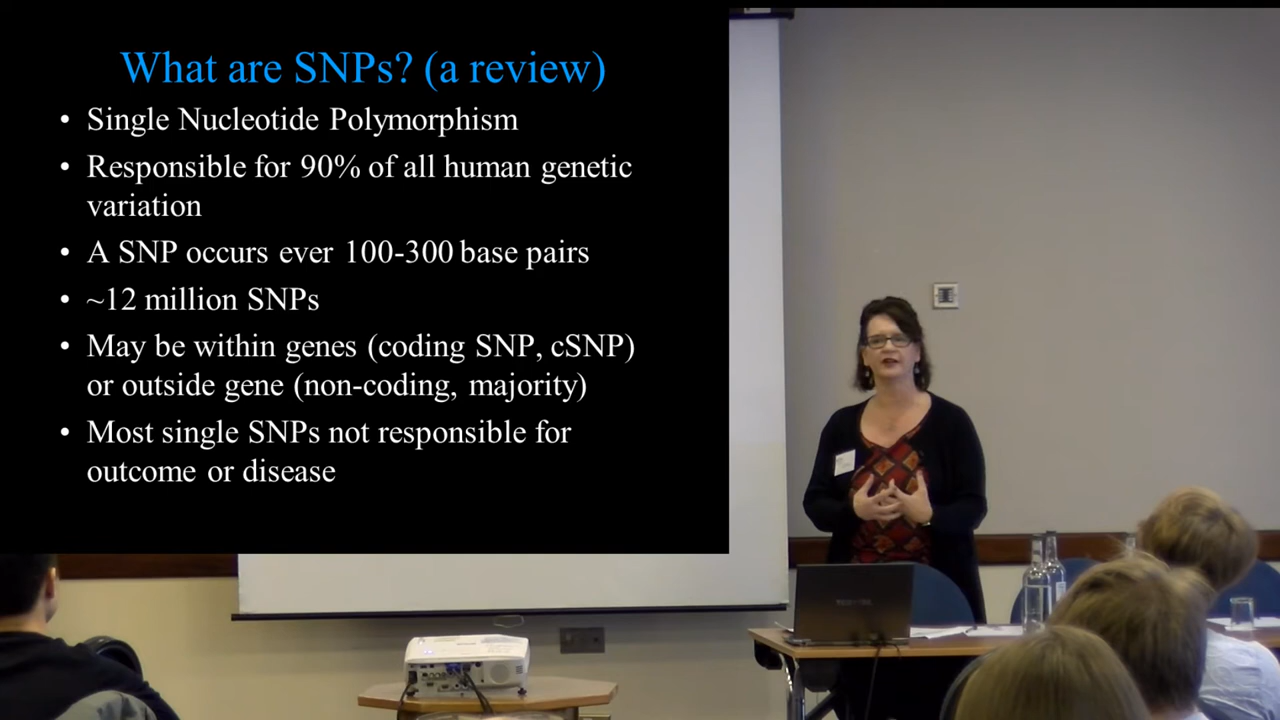 What are SNPs? (a review)
• Single Nucleotide Polymorphism
• Responsible for 90% of all human genetic
variation
• A SNP occurs ever 100-300 base pairs
• ~12 million SNPs
• May be within genes (coding SNP, cSNP)
or outside gene (non-coding, majority)
• Most single SNPs not responsible for
outcome or disease